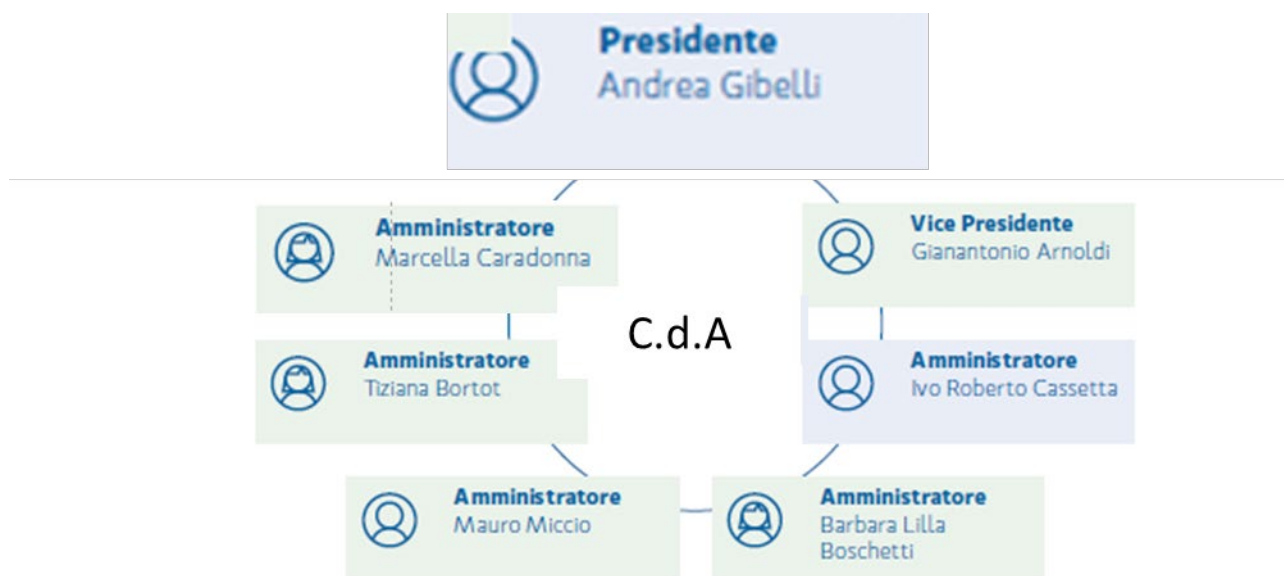 Presidente
Andrea Gibelli
Amministratore
Marcella Caradonna
Vice Presidente
Gianantonio Arnoldi
C.d.A
Amministratore
Tiziana Bortot
Amministratore
Ivo Roberto Cassetta
Amministratore
Mauro Miccio
Amministratore
Barbara Lilla
Boschetti